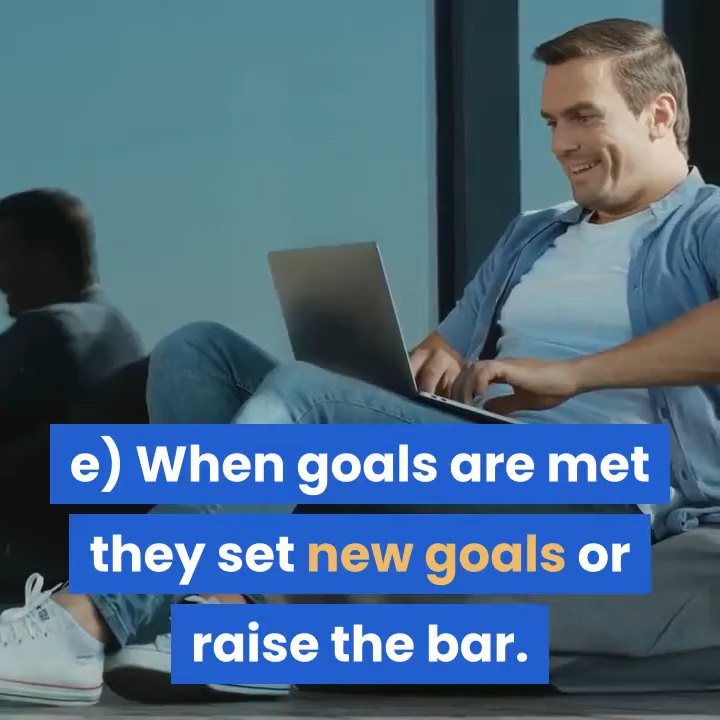 e) When goals are met
they set new goals or
raise the bar.